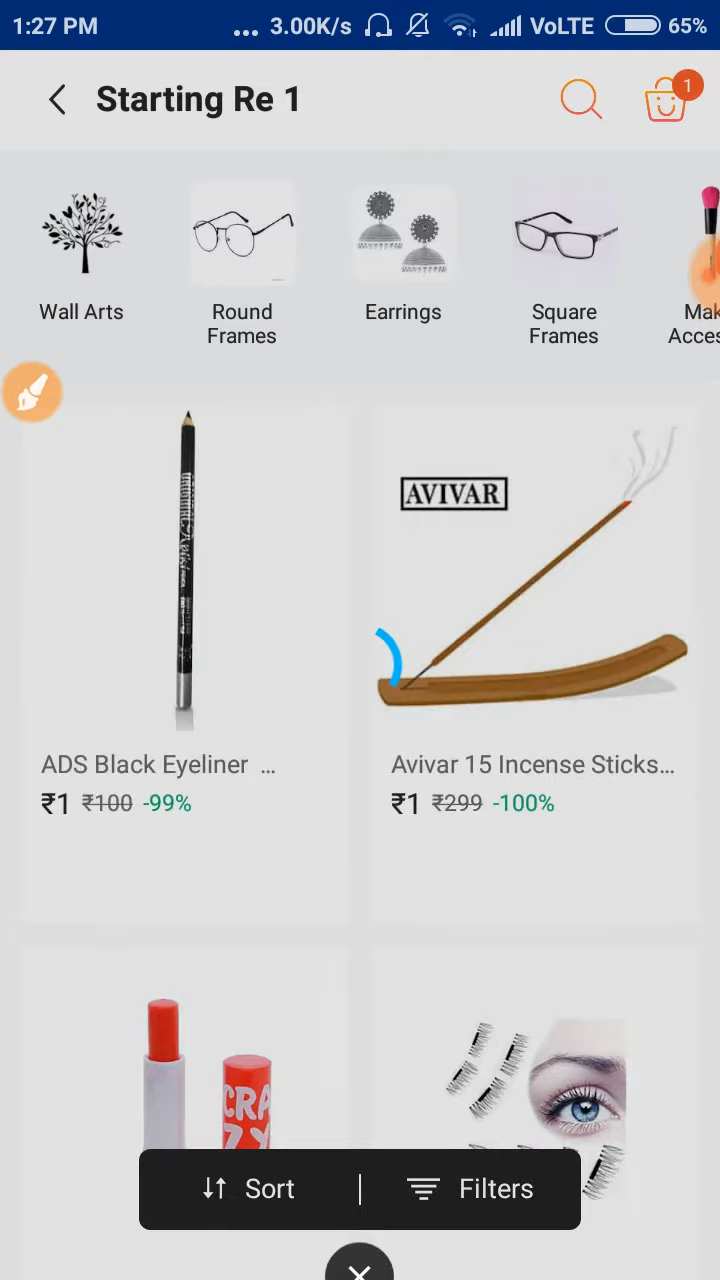 1:27 PM
... 3.00K/s VoLTE 65%
Starting Re 1
1
Wall Arts
Round
Frames
Earrings
Square
Frames
Mak
Acces
AVIVAR
ADS Black Eyeliner ...
₹1 ₹100 -99%
Avivar 15 Incense Sticks...
₹1 ₹299 -100%
CRA
ZY
Sort
Filters